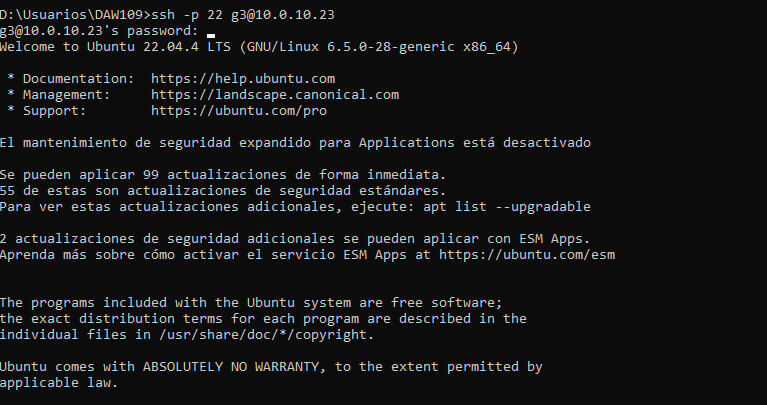 D:\Usuarios\DAW109>ssh -p 22 g3@10.0.10.23
g3@10.0.10.23's password:
Welcome to Ubuntu 22.04.4 LTS (GNU/Linux 6.5.0-28-generic x86_64)
* Documentation:  https://help.ubuntu.com
* Management:     https://landscape.canonical.com
* Support:        https://ubuntu.com/pro
El mantenimiento de seguridad expandido para Applications está desactivado
Se pueden aplicar 99 actualizaciones de forma inmediata.
55 de estas son actualizaciones de seguridad estándares.
Para ver estas actualizaciones adicionales, ejecute: apt list --upgradable
2 actualizaciones de seguridad adicionales se pueden aplicar con ESM Apps.
Aprenda más sobre cómo activar el servicio ESM Apps at https://ubuntu.com/esm
The programs included with the Ubuntu system are free software;
the exact distribution terms for each program are described in the
individual files in /usr/share/doc/*/copyright.
Ubuntu comes with ABSOLUTELY NO WARRANTY, to the extent permitted by
applicable law.